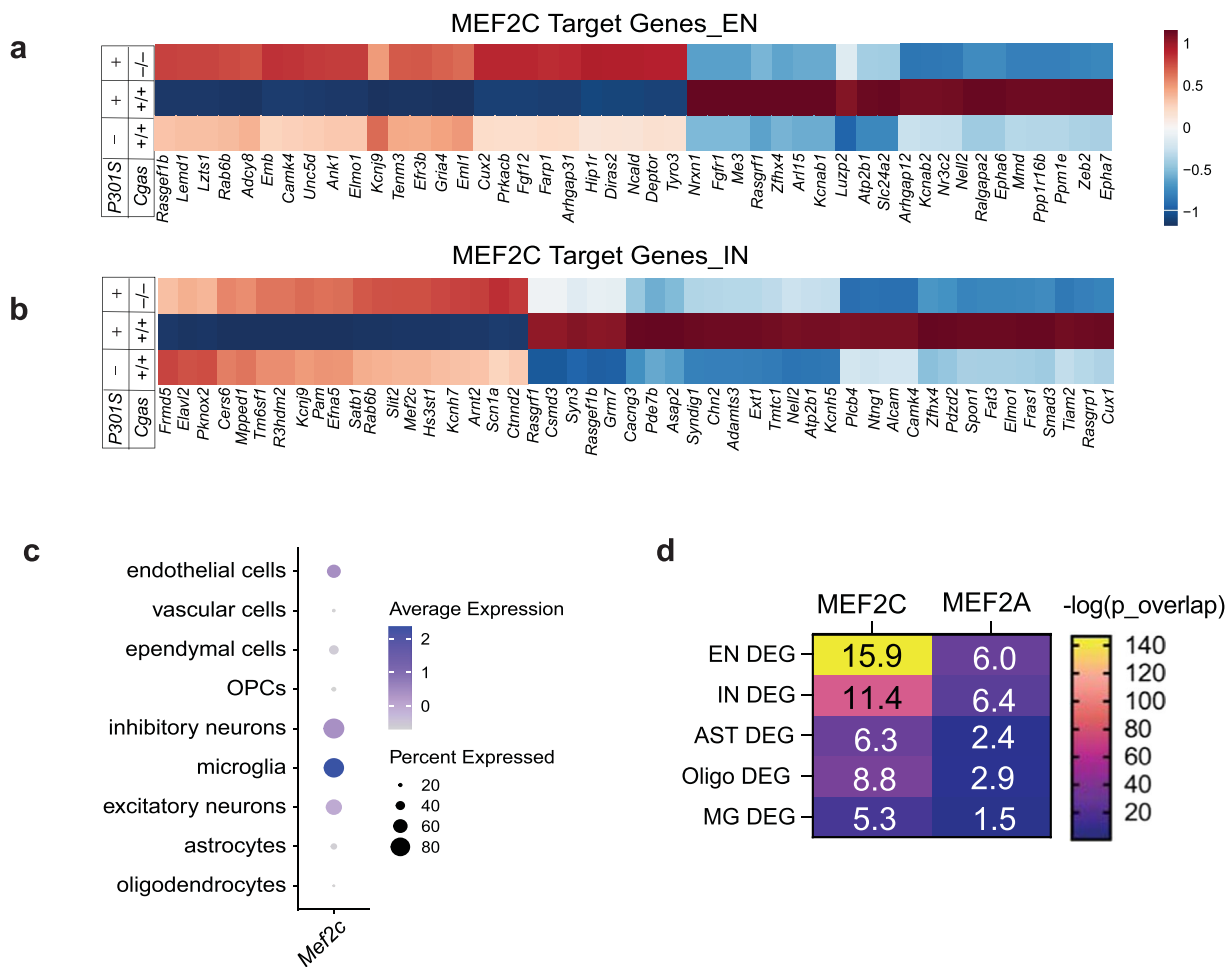 a
MEF2C Target Genes_EN
P301S + + −
Cgas −/− +/+ +/+
Rasgef1b Lemd1 Lzts1 Rab6b Adcy8 Emb Camk4 Unc5d Ank1 Elmo1 Kcnj9 Tenm3 Efr3b Gria4 Eml1 Cux2 Prkacb Fgf12 Farp1 Arhgap31 Hip1r Diras2 Ncald Deptor Tyro3 Nrxn1 Fgfr1 Me3 Rasgrf1 Zfhx4 Arl15 Kcnab1 Luzp2 Atp2b1 Slc24a2 Arhgap12 Kcnab2 Nr3c2 Nell2 Ralgapa2 Epha6 Mmd Ppp1r16b Ppm1e Zeb2 Epha7
1
0.5
0
−0.5
−1
b
MEF2C Target Genes_IN
P301S + + −
Cgas −/− +/+ +/+
Frmd5 Elavl2 Pknox2 Cers6 Mpped1 Tm6sf1 R3hdm2 Kcnj9 Pam Efna5 Satb1 Rab6b Slit2 Mef2c Hs3st1 Kcnh7 Arnt2 Scn1a Ctnnd2 Rasgrf1 Csmd3 Syn3 Rasgef1b Grm7 Cacng3 Pde7b Asap2 Syndig1 Chn2 Adamts3 Ext1 Tmtc1 Nell2 Atp2b1 Kcnh5 Plcb4 Ntng1 Alcam Camk4 Zfhx4 Pdzd2 Spon1 Fat3 Elmo1 Fras1 Smad3 Tiam2 Rasgrp1 Cux1
c
endothelial cells
vascular cells
ependymal cells
OPCs
inhibitory neurons
microglia
excitatory neurons
astrocytes
oligodendrocytes
Mef2c
Average Expression
2
1
0
Percent Expressed
20
40
60
80
d
MEF2C MEF2A -log(p_overlap)
EN DEG 15.9 6.0
IN DEG 11.4 6.4
AST DEG 6.3 2.4
Oligo DEG 8.8 2.9
MG DEG 5.3 1.5
140
120
100
80
60
40
20